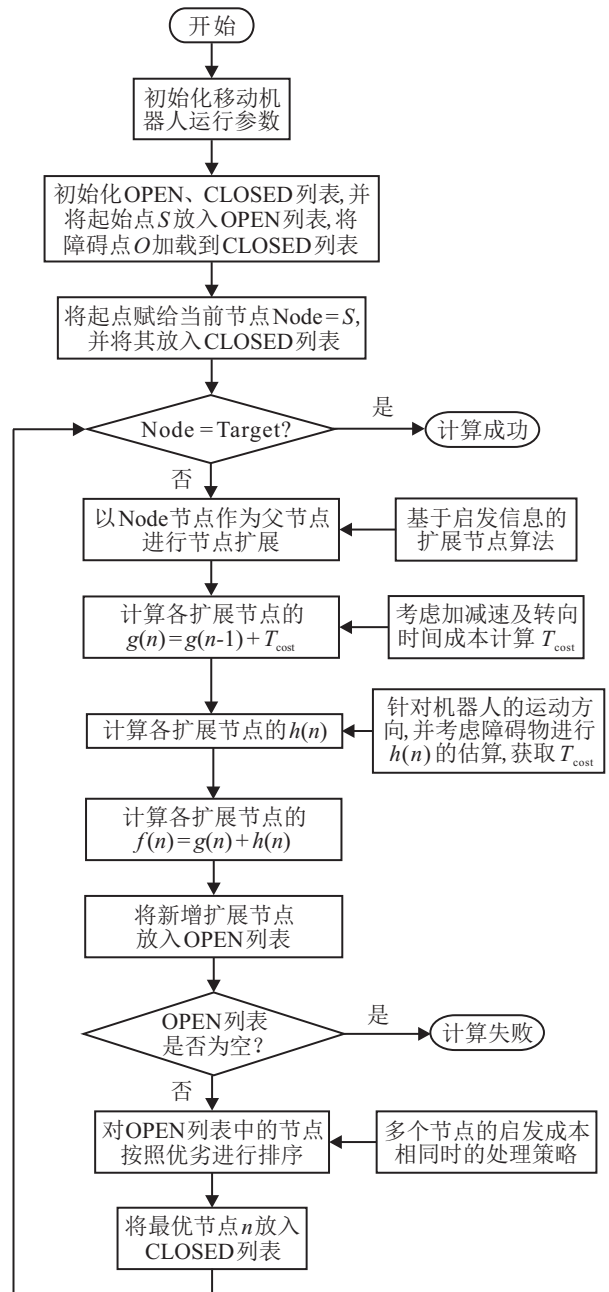 开始
初始化移动机
器人运行参数
初始化OPEN、CLOSED列表,并
将起始点S放入OPEN列表,将
障碍点O加载到CLOSED列表
将起点赋给当前节点Node=S,
并将其放入CLOSED列表
Node=Target?
是
计算成功
否
以Node节点作为父节点
进行节点扩展
基于启发信息的
扩展节点算法
计算各扩展节点的
g(n)=g(n-1)+T_cost
考虑加减速及转向
时间成本计算 T_cost
计算各扩展节点的h(n)
针对机器人的运动方
向,并考虑障碍物进行
h(n)的估算,获取T_cost
计算各扩展节点的
f(n)=g(n)+h(n)
将新增扩展节点
放入OPEN列表
OPEN列表
是否为空?
是
计算失败
否
对OPEN列表中的节点
按照优劣进行排序
多个节点的启发成本
相同时的处理策略
将最优节点n放入
CLOSED列表